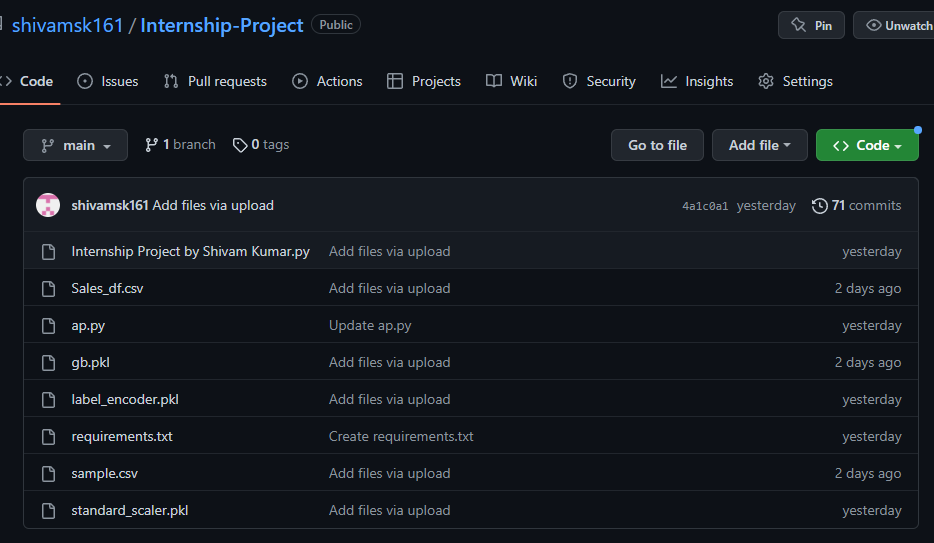 shivamsk161 / Internship-Project Public Pin Unwatch
Code Issues Pull requests Actions Projects Wiki Security Insights Settings
main 1 branch 0 tags Go to file Add file Code
shivamsk161 Add files via upload 4a1c0a1 yesterday 71 commits
Internship Project by Shivam Kumar.py Add files via upload yesterday
Sales_df.csv Add files via upload 2 days ago
ap.py Update ap.py yesterday
gb.pkl Add files via upload 2 days ago
label_encoder.pkl Add files via upload yesterday
requirements.txt Create requirements.txt yesterday
sample.csv Add files via upload 2 days ago
standard_scaler.pkl Add files via upload yesterday